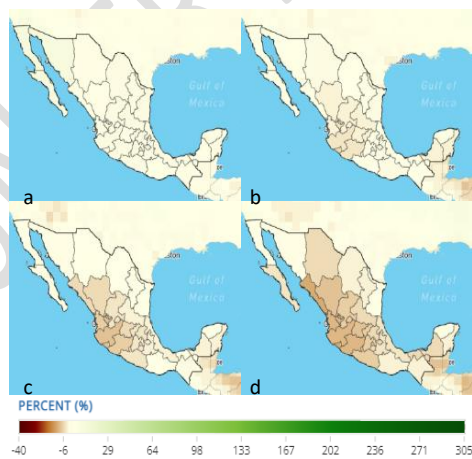 Gulf of
Mexico
Gulf of
Mexico
a
b
Gulf of
Mexico
Gulf of
Mexico
c
d
PERCENT (%)
-40 -6 29 64 98 133 167 202 236 271 305